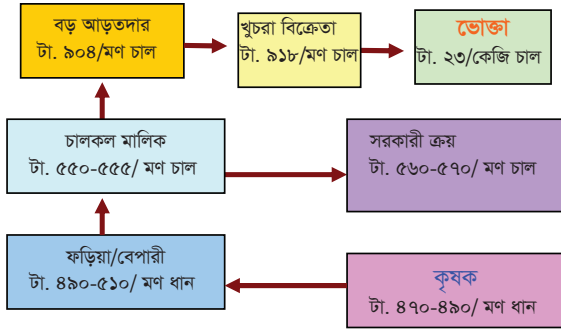 বড় আড়তদার
টা. ৯০৪/মণ চাল
খুচরা বিক্রেতা
টা. ৯১৮/মণ চাল
ভোক্তা
টা. ২৩/কেজি চাল
চালকল মালিক
টা. ৫৫০-৫৫৫/ মণ চাল
সরকারী ক্রয়
টা. ৫৬০-৫৭০/ মণ চাল
ফড়িয়া/বেপারী
টা. ৪৯০-৫১০/ মণ ধান
কৃষক
টা. ৪৭০-৪৯০/ মণ ধান